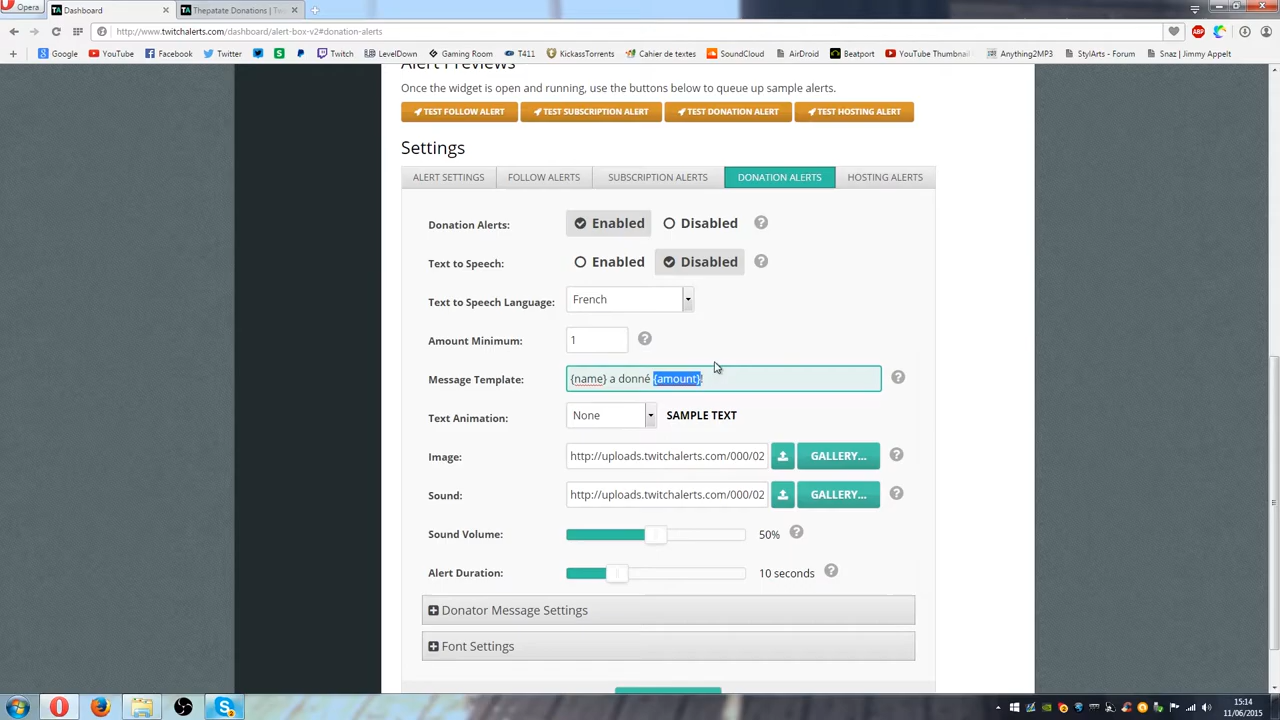 Opera
Dashboard
Thepatate Donations | Tw
http://www.twitchalerts.com/dashboard/alert-box-v2#donation-alerts
Google YouTube Facebook Twitter Twitch LevelDown Gaming Room T411 KickassTorrents Cahier de textes SoundCloud AirDroid Beatport YouTube Thumbnail Anything2MP3 StylArts - Forum Snaz | Jimmy Appelt
Alert Previews
Once the widget is open and running, use the buttons below to queue up sample alerts.
TEST FOLLOW ALERT TEST SUBSCRIPTION ALERT TEST DONATION ALERT TEST HOSTING ALERT
Settings
ALERT SETTINGS FOLLOW ALERTS SUBSCRIPTION ALERTS DONATION ALERTS HOSTING ALERTS
Donation Alerts: Enabled Disabled ?
Text to Speech: Enabled Disabled ?
Text to Speech Language: French
Amount Minimum: 1 ?
Message Template: {name} a donné {amount}! ?
Text Animation: None SAMPLE TEXT
Image: http://uploads.twitchalerts.com/000/02 GALLERY... ?
Sound: http://uploads.twitchalerts.com/000/02 GALLERY... ?
Sound Volume: 50% ?
Alert Duration: 10 seconds ?
Donator Message Settings
Font Settings
15:14
11/06/2015